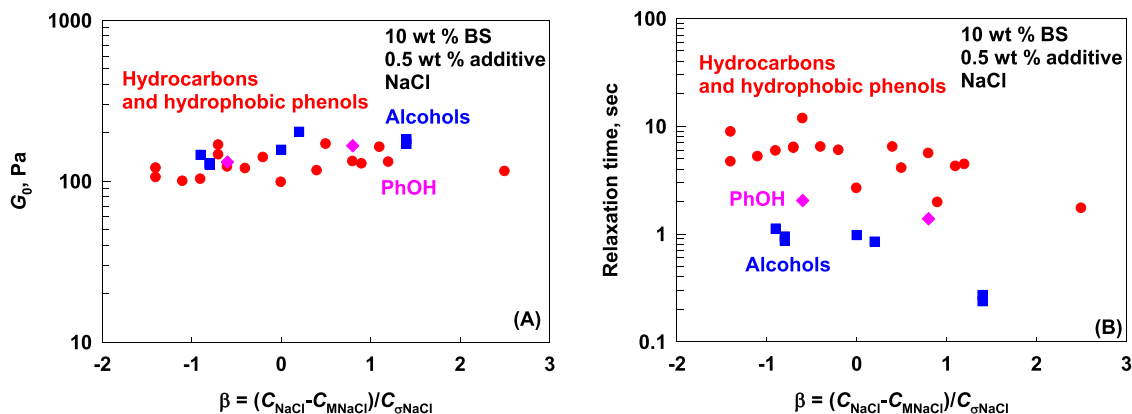 1000
100
10
G0, Pa
10 wt % BS
0.5 wt % additive
NaCl
Hydrocarbons
and hydrophobic phenols
Alcohols
PhOH
(A)
-2 -1 0 1 2 3
β = (CNaCl-CMNaCl)/CσNaCl
100
10
1
0.1
Relaxation time, sec
10 wt % BS
0.5 wt % additive
NaCl
Hydrocarbons
and hydrophobic phenols
PhOH
Alcohols
(B)
-2 -1 0 1 2 3
β = (CNaCl-CMNaCl)/CσNaCl